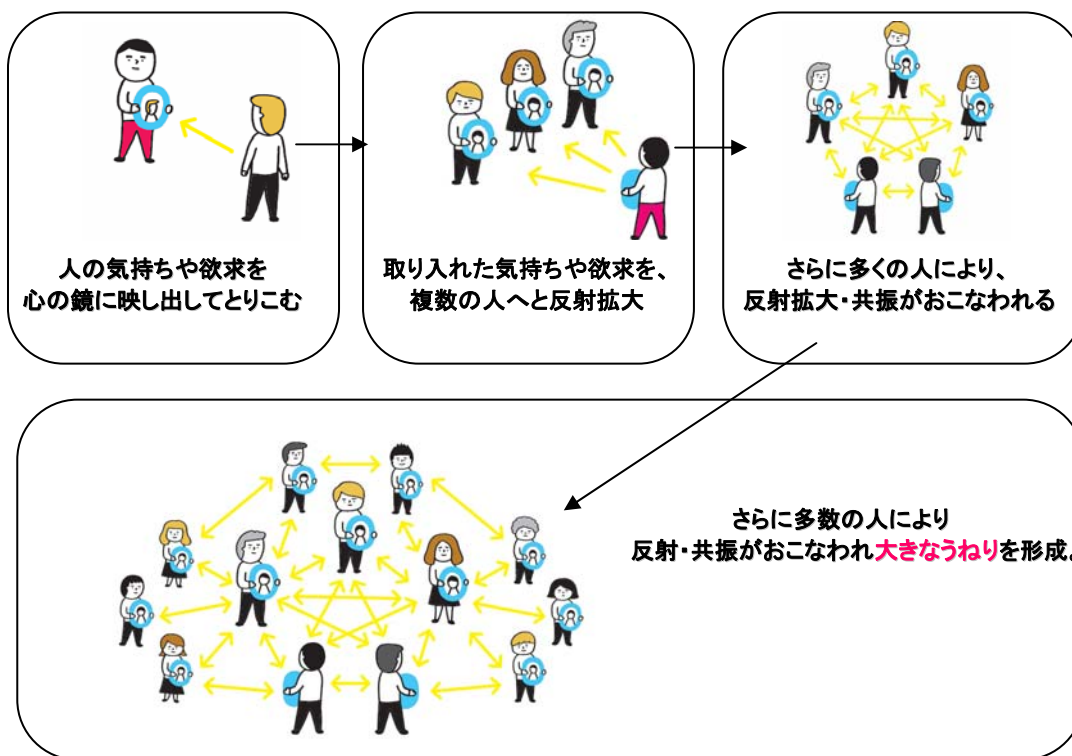 人の気持ちや欲求を
心の鏡に映し出してとりこむ
取り入れた気持ちや欲求を、
複数の人へと反射拡大
さらに多くの人により、
反射拡大・共振がおこなわれる
さらに多数の人により
反射・共振がおこなわれ大きなうねりを形成。